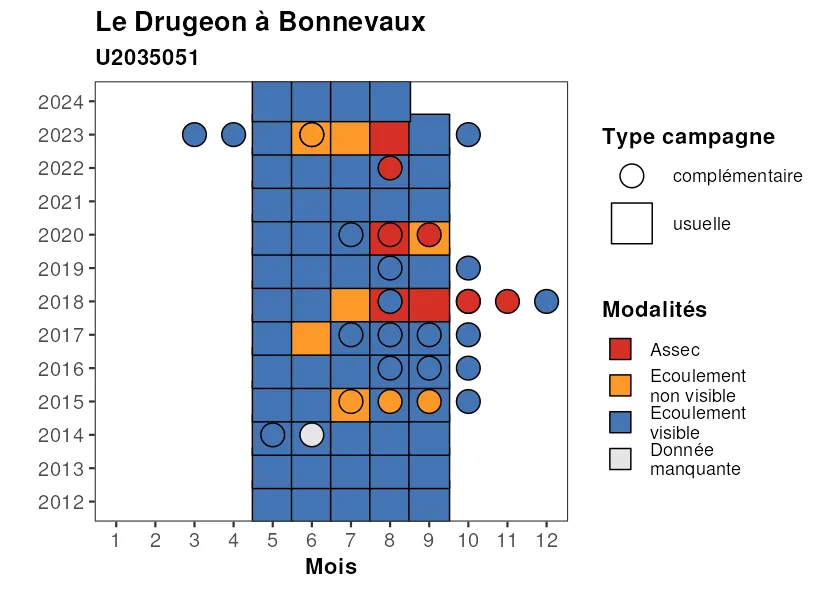 Le Drugeon à Bonnevaux
U2035051
2024
2023
2022
2021
2020
2019
2018
2017
2016
2015
2014
2013
2012
1 2 3 4 5 6 7 8 9 10 11 12
Mois
Type campagne
complémentaire
usuelle
Modalités
Assec
Ecoulement
non visible
Ecoulement
visible
Donnée
manquante